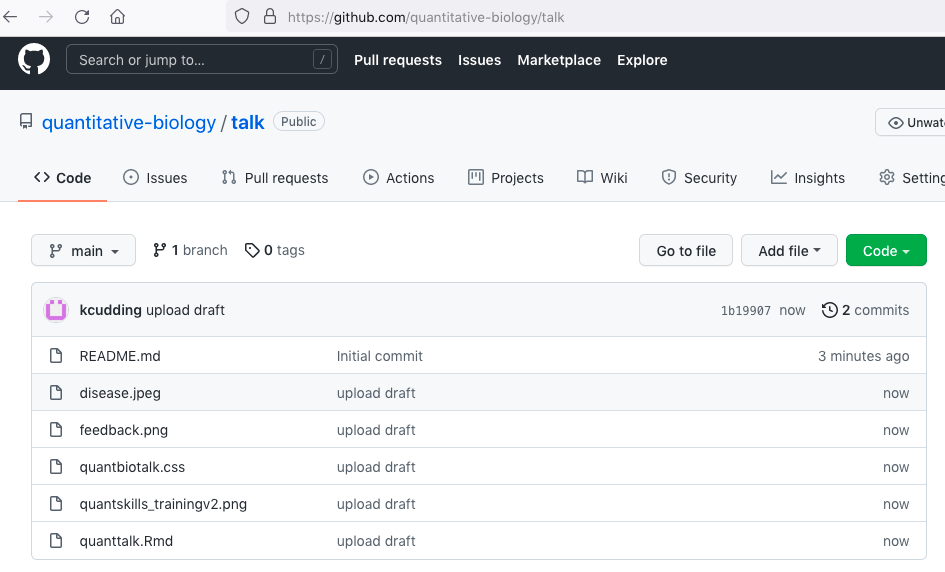 https://github.com/quantitative-biology/talk
Search or jump to... / Pull requests Issues Marketplace Explore
quantitative-biology / talk Public Unwat
Code Issues Pull requests Actions Projects Wiki Security Insights Setting
main 1 branch 0 tags Go to file Add file Code
kcudding upload draft 1b19907 now 2 commits
README.md Initial commit 3 minutes ago
disease.jpeg upload draft now
feedback.png upload draft now
quantbiotalk.css upload draft now
quantskills_trainingv2.png upload draft now
quanttalk.Rmd upload draft now